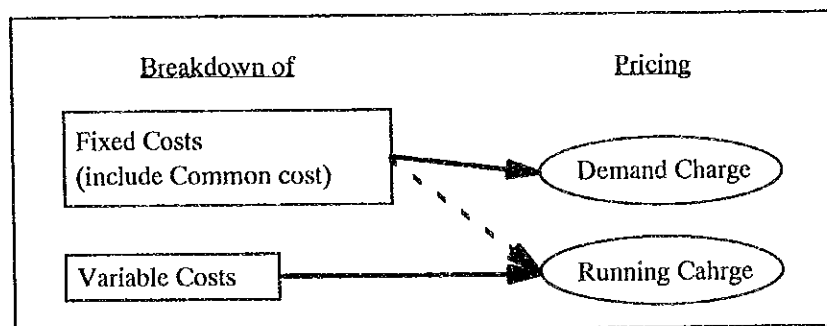 Breakdown of
Pricing
Fixed Costs
(include Common cost)
Demand Charge
Variable Costs
Running Cahrge